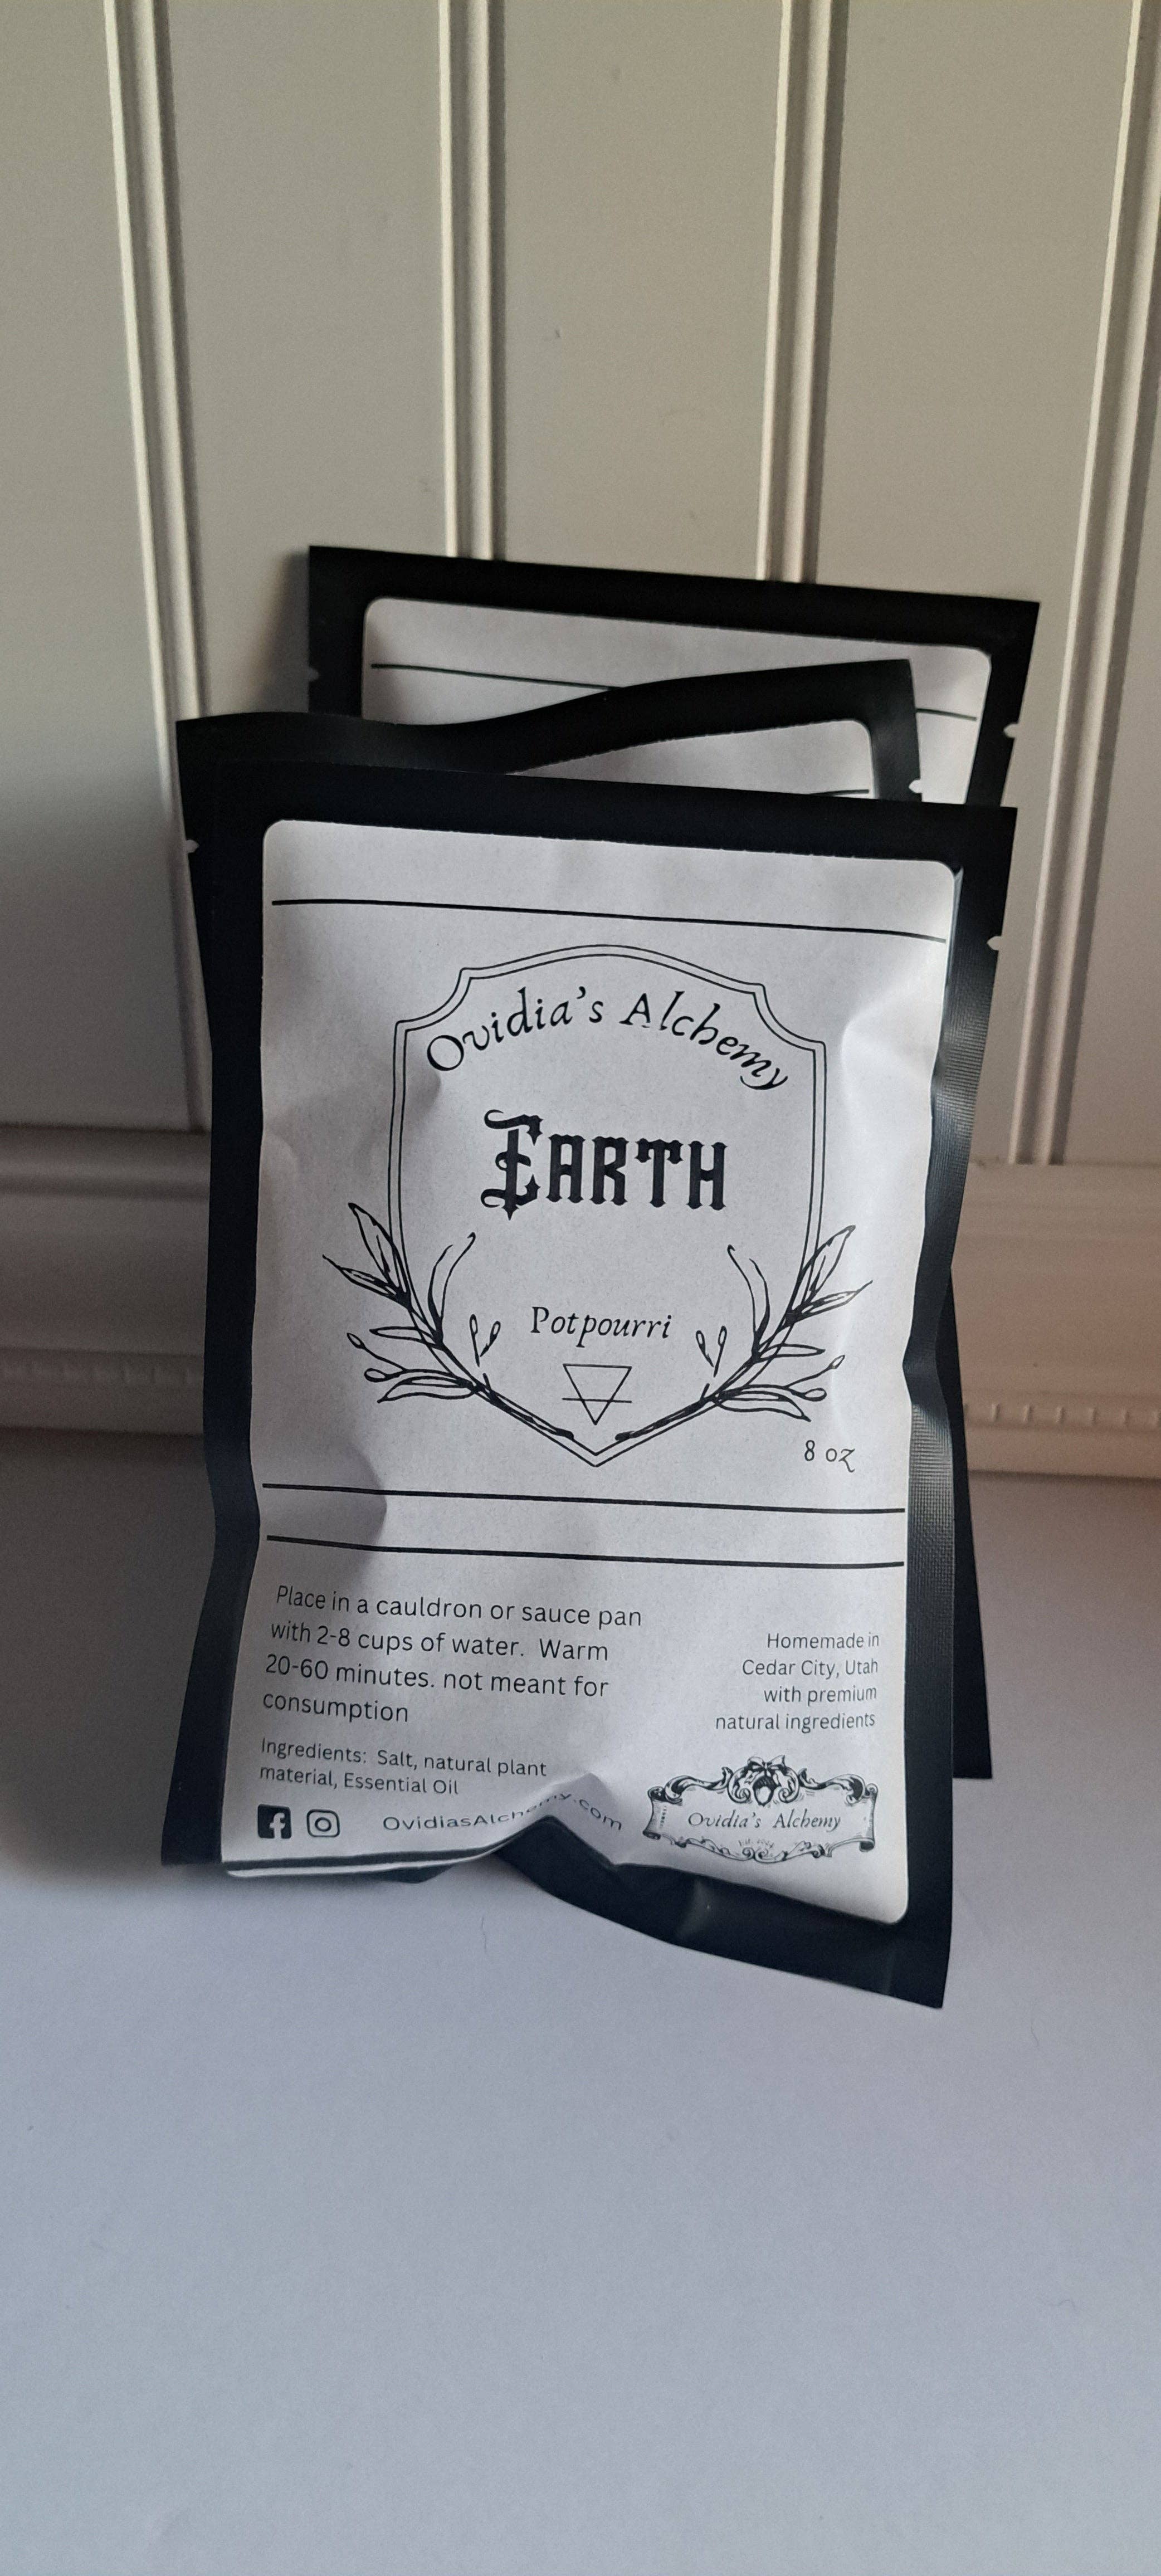 Ovidia's Alchemy
EARTH
Potpourri
8 oz
Place in a cauldron or sauce pan
with 2-8 cups of water. Warm
20-60 minutes. not meant for
consumption
Ingredients: Salt, natural plant
material, Essential Oil
OvidiasAlchemy.com
Homemade in
Cedar City, Utah
with premium
natural ingredients
Ovidia's Alchemy